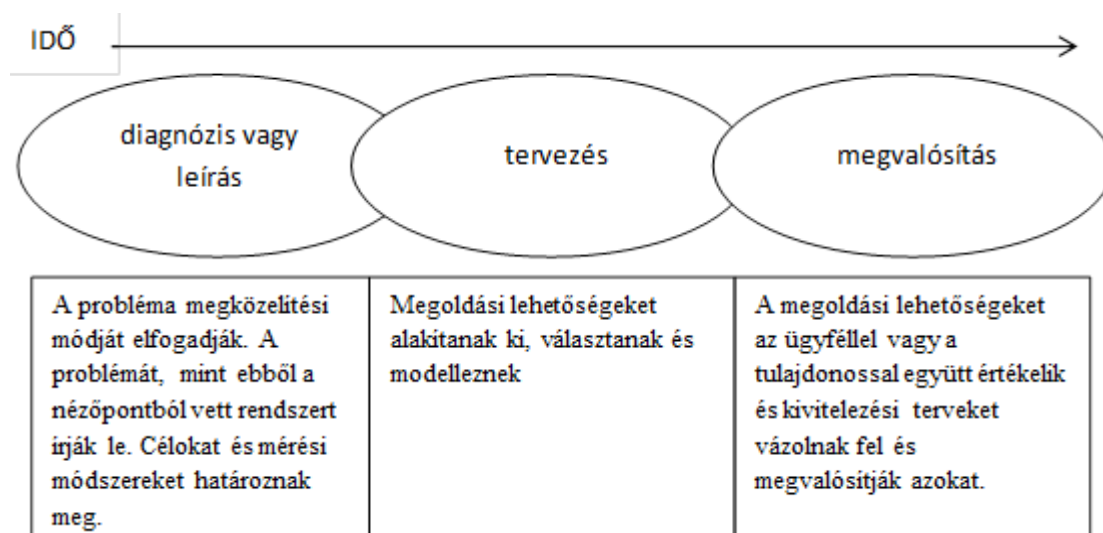 IDŐ
diagnózis vagy
leírás
tervezés
megvalósítás
A probléma megközelítési
módját elfogadják. A
problémát, mint ebből a
nézőpontból vett rendszert
írják le. Célokat és mérési
módszereket határoznak
meg.
Megoldási lehetőségeket
alakítanak ki, választanak és
modelleznek
A megoldási lehetőségeket
az ügyféllel vagy a
tulajdonossal együtt értékelik
és kivitelezési terveket
vázolnak fel és
megvalósítják azokat.